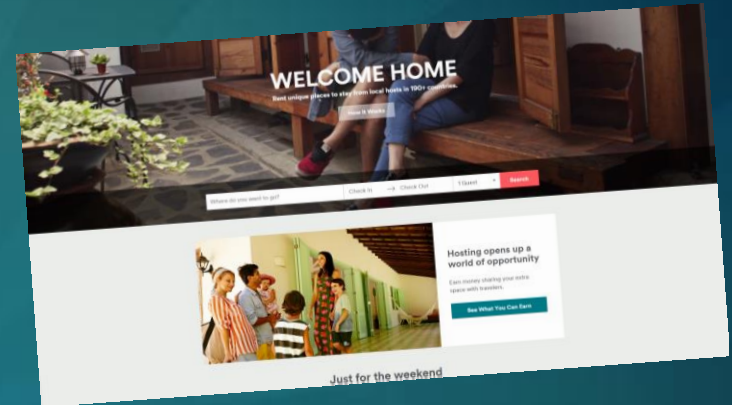 WELCOME HOME
Rent unique places to stay from local hosts in 190+ countries.
How It Works
Where do you want to go?
Check In → Check Out
1 Guest
Search
Hosting opens up a
world of opportunity
Earn money sharing your extra
space with travelers.
See What You Can Earn
Just for the weekend